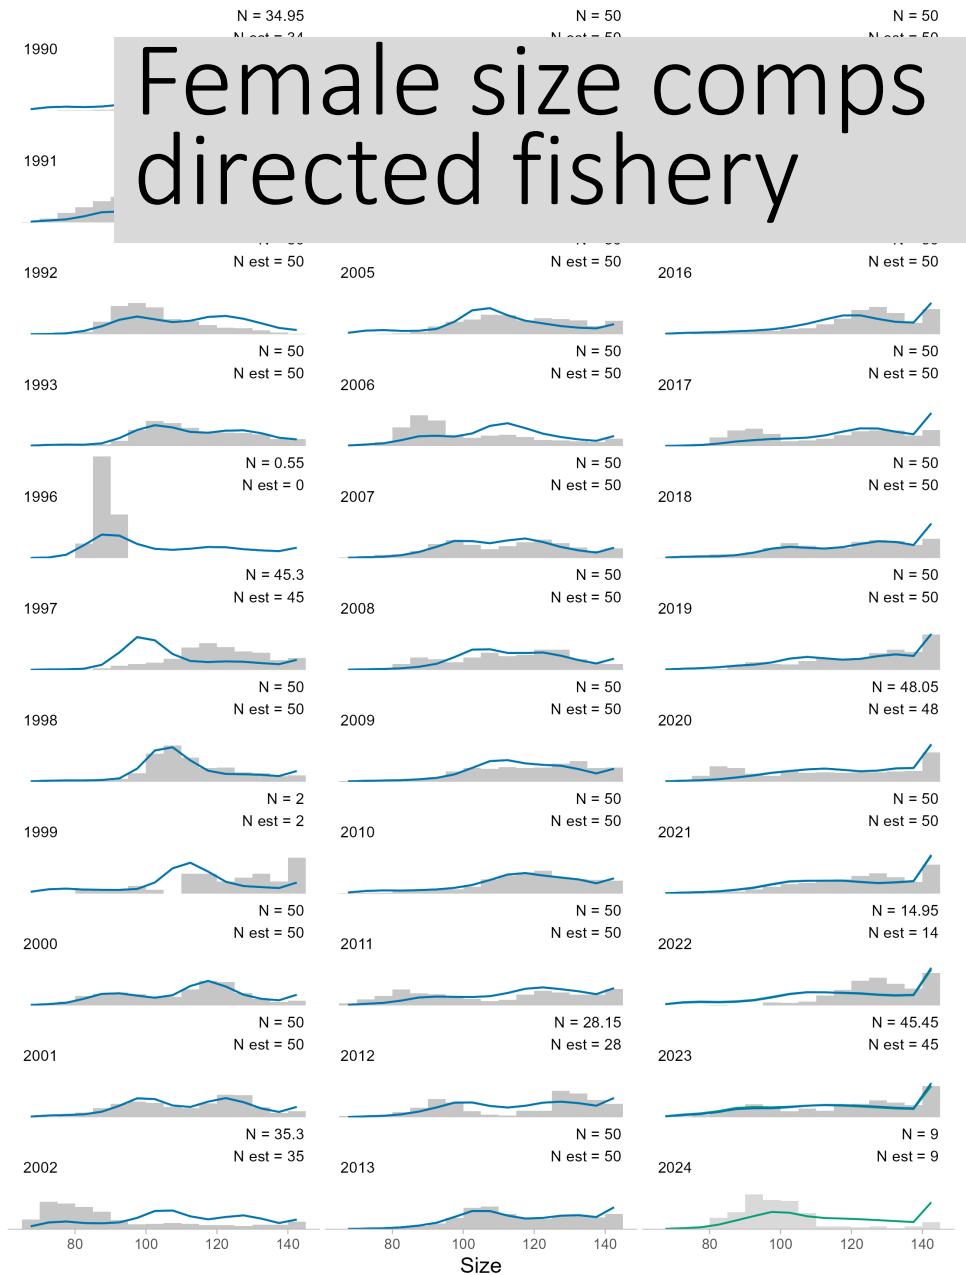 Female size comps
directed fishery
N = 34.95
1990
1991
1992
N est = 50
1993
N = 50
N est = 50
1996
N = 0.55
N est = 0
1997
N = 45.3
N est = 45
1998
N = 50
N est = 50
1999
N = 2
N est = 2
2000
N = 50
N est = 50
2001
N = 50
N est = 50
2002
N = 35.3
N est = 35
80 100 120 140
N = 50
2005
N est = 50
2006
N = 50
N est = 50
2007
N = 50
N est = 50
2008
N = 50
N est = 50
2009
N = 50
N est = 50
2010
N = 50
N est = 50
2011
N = 50
N est = 50
2012
N = 28.15
N est = 28
2013
N = 50
N est = 50
80 100 120 140
N = 50
2016
N est = 50
2017
N = 50
N est = 50
2018
N = 50
N est = 50
2019
N = 50
N est = 50
2020
N = 48.05
N est = 48
2021
N = 50
N est = 50
2022
N = 14.95
N est = 14
2023
N = 45.45
N est = 45
2024
N = 9
N est = 9
80 100 120 140
Size